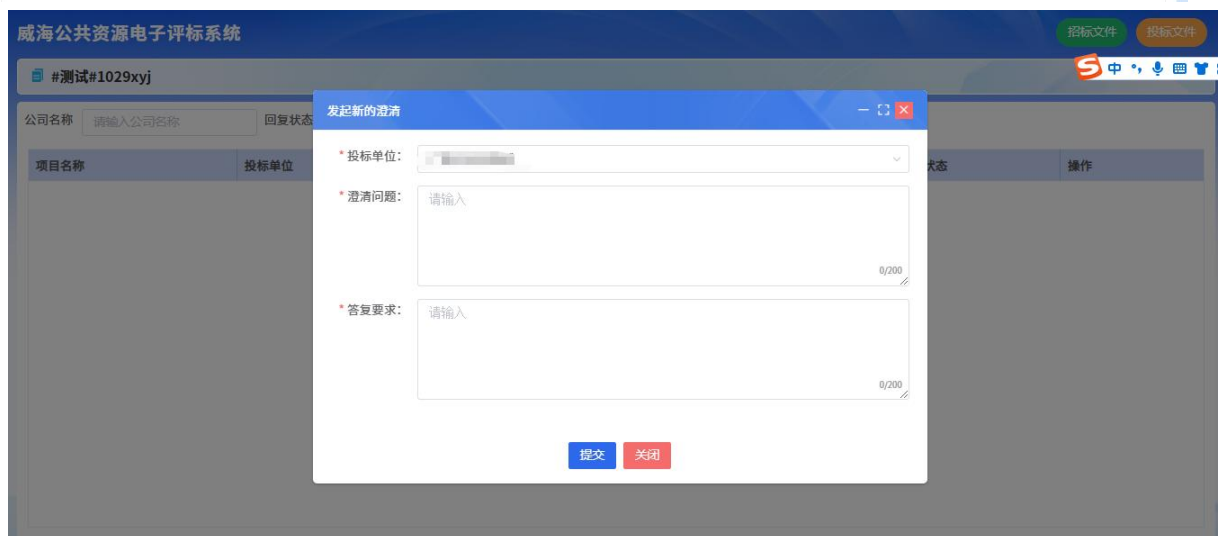 威海公共资源电子评标系统
招标文件
投标文件
#测试#1029xyj
中
公司名称
请输入公司名称
回复状态
发起新的澄清
项目名称
投标单位
状态
操作
*投标单位：
*澄清问题：
请输入
0/200
*答复要求：
请输入
0/200
提交
关闭